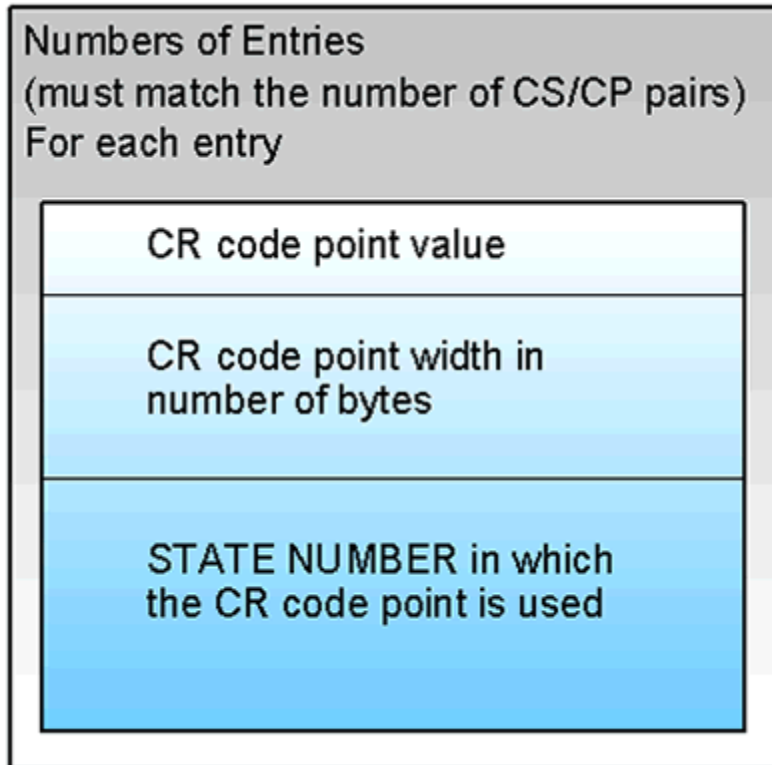 Numbers of Entries
(must match the number of CS/CP pairs)
For each entry
CR code point value
CR code point width in
number of bytes
STATE NUMBER in which
the CR code point is used